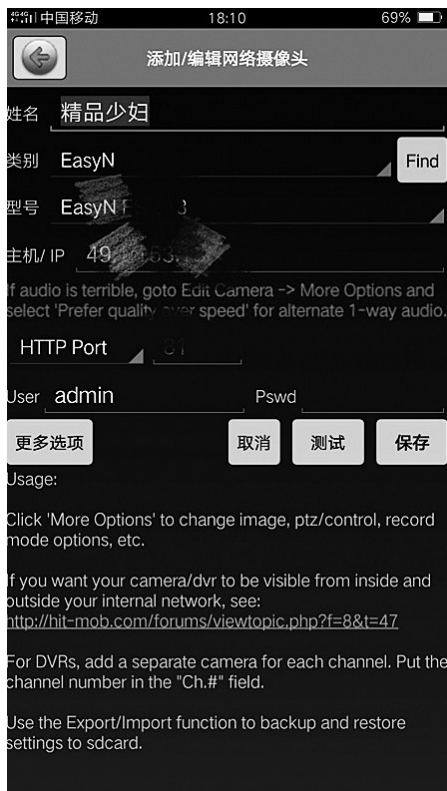 中国移动 18:10 69%
添加/编辑网络摄像头
姓名 精品少妇
类别 EasyN Find
型号 EasyN
主机/ IP 49.
If audio is terrible, goto Edit Camera -> More Options and
select 'Prefer quality over speed' for alternate 1-way audio.
HTTP Port 81
User admin Pswd
更多选项 取消 测试 保存
Usage:
Click 'More Options' to change image, ptz/control, record
mode options, etc.
If you want your camera/dvr to be visible from inside and
outside your internal network, see:
http://hit-mob.com/forums/viewtopic.php?f=8&t=47
For DVRs, add a separate camera for each channel. Put the
channel number in the "Ch.#" field.
Use the Export/Import function to backup and restore
settings to sdcard.